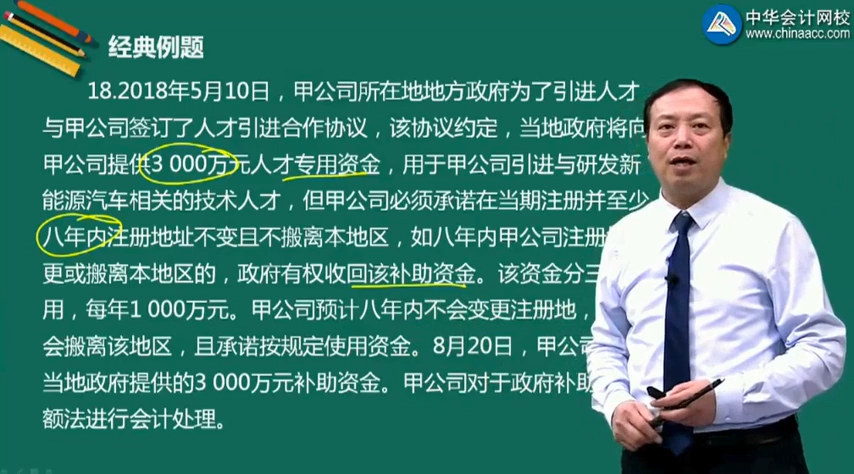 经典例题
中华会计网校
www.chinaacc.com
18.2018年5月10日，甲公司所在地地方政府为了引进人才
与甲公司签订了人才引进合作协议，该协议约定，当地政府将向
甲公司提供3 000万元人才专用资金，用于甲公司引进与研发新
能源汽车相关的技术人才，但甲公司必须承诺在当期注册并至少
八年内注册地址不变且不搬离本地区，如八年内甲公司注册
更或搬离本地区的，政府有权收回该补助资金。该资金分三
用，每年1 000万元。甲公司预计八年内不会变更注册地，
会搬离该地区，且承诺按规定使用资金。8月20日，甲公司
当地政府提供的3 000万元补助资金。甲公司对于政府补助
额法进行会计处理。